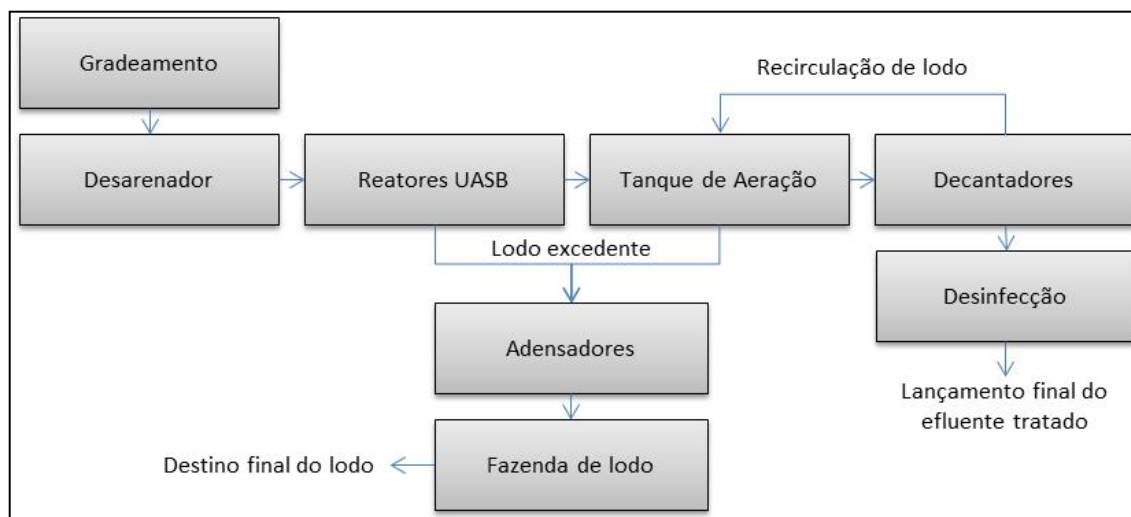 Gradeamento
Recirculação de lodo
Desarenador
Reatores UASB
Tanque de Aeração
Decantadores
Lodo excedente
Desinfecção
Adensadores
Lançamento final do
efluente tratado
Destino final do lodo
Fazenda de lodo